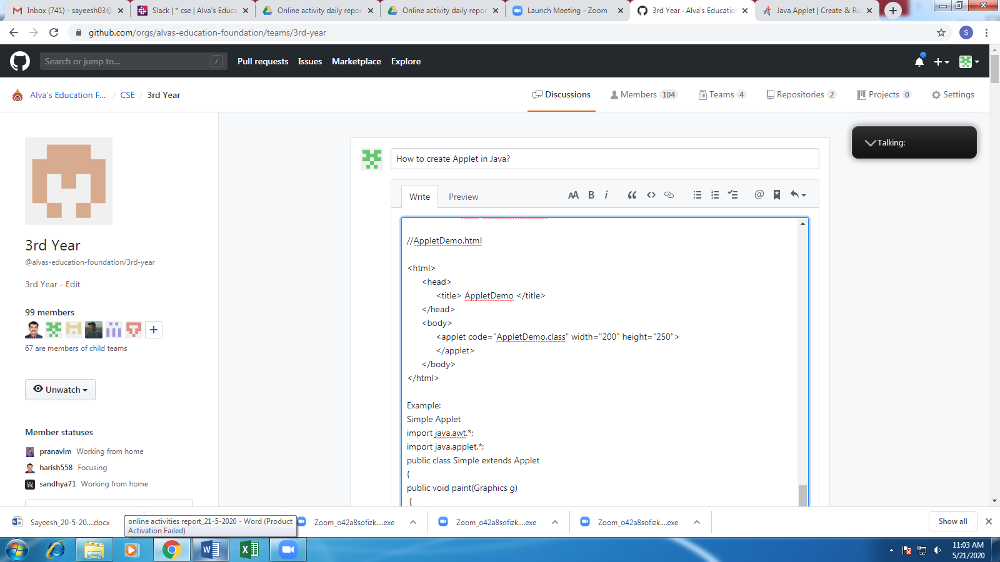 Inbox (741) - sayeesh03@
Slack | * cse | Alva's Educa
Online activity daily repor
Online activity daily repor
Launch Meeting - Zoom
3rd Year · Alva's Educatio
Java Applet | Create & Ru
github.com/orgs/alvas-education-foundation/teams/3rd-year
S
Search or jump to...
/
Pull requests
Issues
Marketplace
Explore
Alva's Education F... / CSE / 3rd Year
Discussions
Members 104
Teams 4
Repositories 2
Projects 0
Settings
Talking:
How to create Applet in Java?
Write
Preview
AA B i
//AppletDemo.html
<html>
<head>
<title> AppletDemo </title>
</head>
<body>
<applet code="AppletDemo.class" width="200" height="250">
</applet>
</body>
</html>
Example:
Simple Applet
import java.awt.*;
import java.applet.*;
public class Simple extends Applet
{
public void paint(Graphics g)
{
3rd Year
@alvas-education-foundation/3rd-year
3rd Year - Edit
99 members
67 are members of child teams
Unwatch
Member statuses
pranavlm Working from home
harish558 Focusing
sandhya71 Working from home
Sayeesh_20-5-20....docx
online activities report_21-5-2020 - Word (Product
Activation Failed)
Zoom_o42a8sofizk....exe
Zoom_o42a8sofizk....exe
Zoom_o42a8sofizk....exe
Show all
11:03 AM
5/21/2020